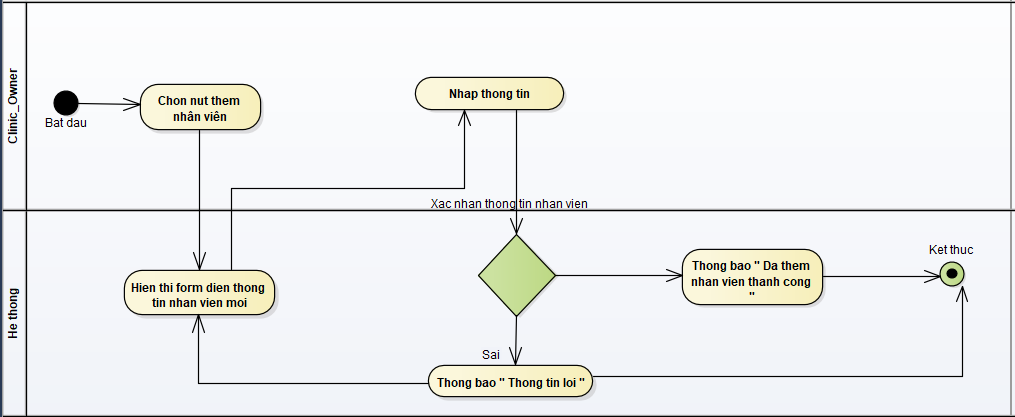 Clinic_Owner
Bat dau
Chon nut them
nhân viên
Nhap thong tin
Xac nhan thong tin nhan vien
He thong
Hien thi form dien thong
tin nhan vien moi
Thong bao " Da them
nhan vien thanh cong
"
Ket thuc
Sai
Thong bao " Thong tin loi "